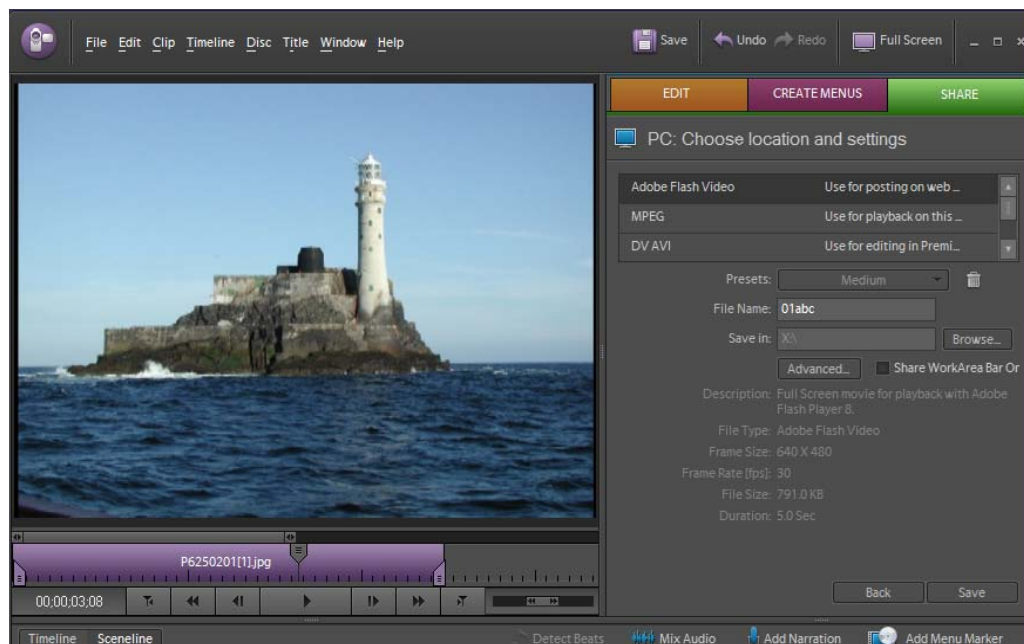 File Edit Clip Timeline Disc Title Window Help
Save Undo Redo Full Screen
EDIT CREATE MENUS SHARE
PC: Choose location and settings
Adobe Flash Video Use for posting on web ...
MPEG Use for playback on this ...
DV AVI Use for editing in Premi...
Presets: Medium
File Name: 01abc
Save in: X:\ Browse...
Advanced... Share WorkArea Bar Or
Description: Full Screen movie for playback with Adobe
Flash Player 8.
File Type: Adobe Flash Video
Frame Size: 640 X 480
Frame Rate [fps]: 30
File Size: 791.0 KB
Duration: 5.0 Sec
P6250201[1].jpg
00;00;03;08
Back Save
Timeline Sceneline Detect Beats Mix Audio Add Narration Add Menu Marker